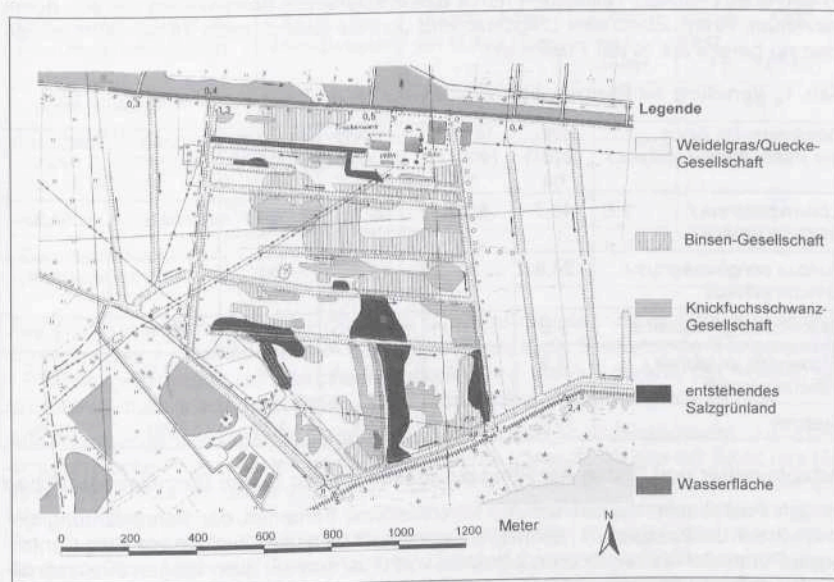 0,3
0,4
1,3
0,5
0,4
Legende
Weidelgras/Quecke-
Gesellschaft
Binsen-Gesellschaft
Knickfuchsschwanz-
Gesellschaft
entstehendes
Salzgrünland
2,4
Wasserfläche
Meter
N
0 200 400 600 800 1000 1200